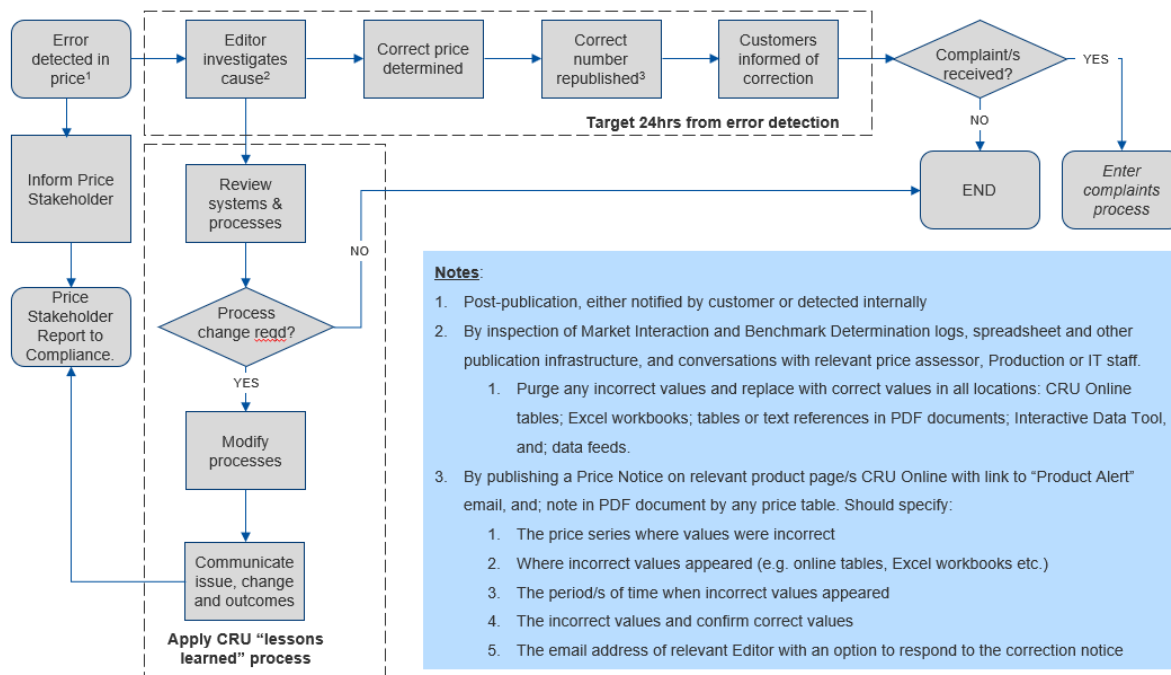 Error
detected in
price1
Editor
investigates
cause2
Correct price
determined
Correct
number
republished3
Customers
informed of
correction
Complaint/s
received?
YES
NO
Target 24hrs from error detection
Inform Price
Stakeholder
Review
systems &
processes
END
Enter
complaints
process
NO
Price
Stakeholder
Report to
Compliance.
Process
change reqd?
YES
Modify
processes
Communicate
issue, change
and outcomes
Apply CRU “lessons
learned” process
Notes:
1. Post-publication, either notified by customer or detected internally
2. By inspection of Market Interaction and Benchmark Determination logs, spreadsheet and other
publication infrastructure, and conversations with relevant price assessor, Production or IT staff.
1. Purge any incorrect values and replace with correct values in all locations: CRU Online
tables; Excel workbooks; tables or text references in PDF documents; Interactive Data Tool,
and; data feeds.
3. By publishing a Price Notice on relevant product page/s CRU Online with link to “Product Alert”
email, and; note in PDF document by any price table. Should specify:
1. The price series where values were incorrect
2. Where incorrect values appeared (e.g. online tables, Excel workbooks etc.)
3. The period/s of time when incorrect values appeared
4. The incorrect values and confirm correct values
5. The email address of relevant Editor with an option to respond to the correction notice